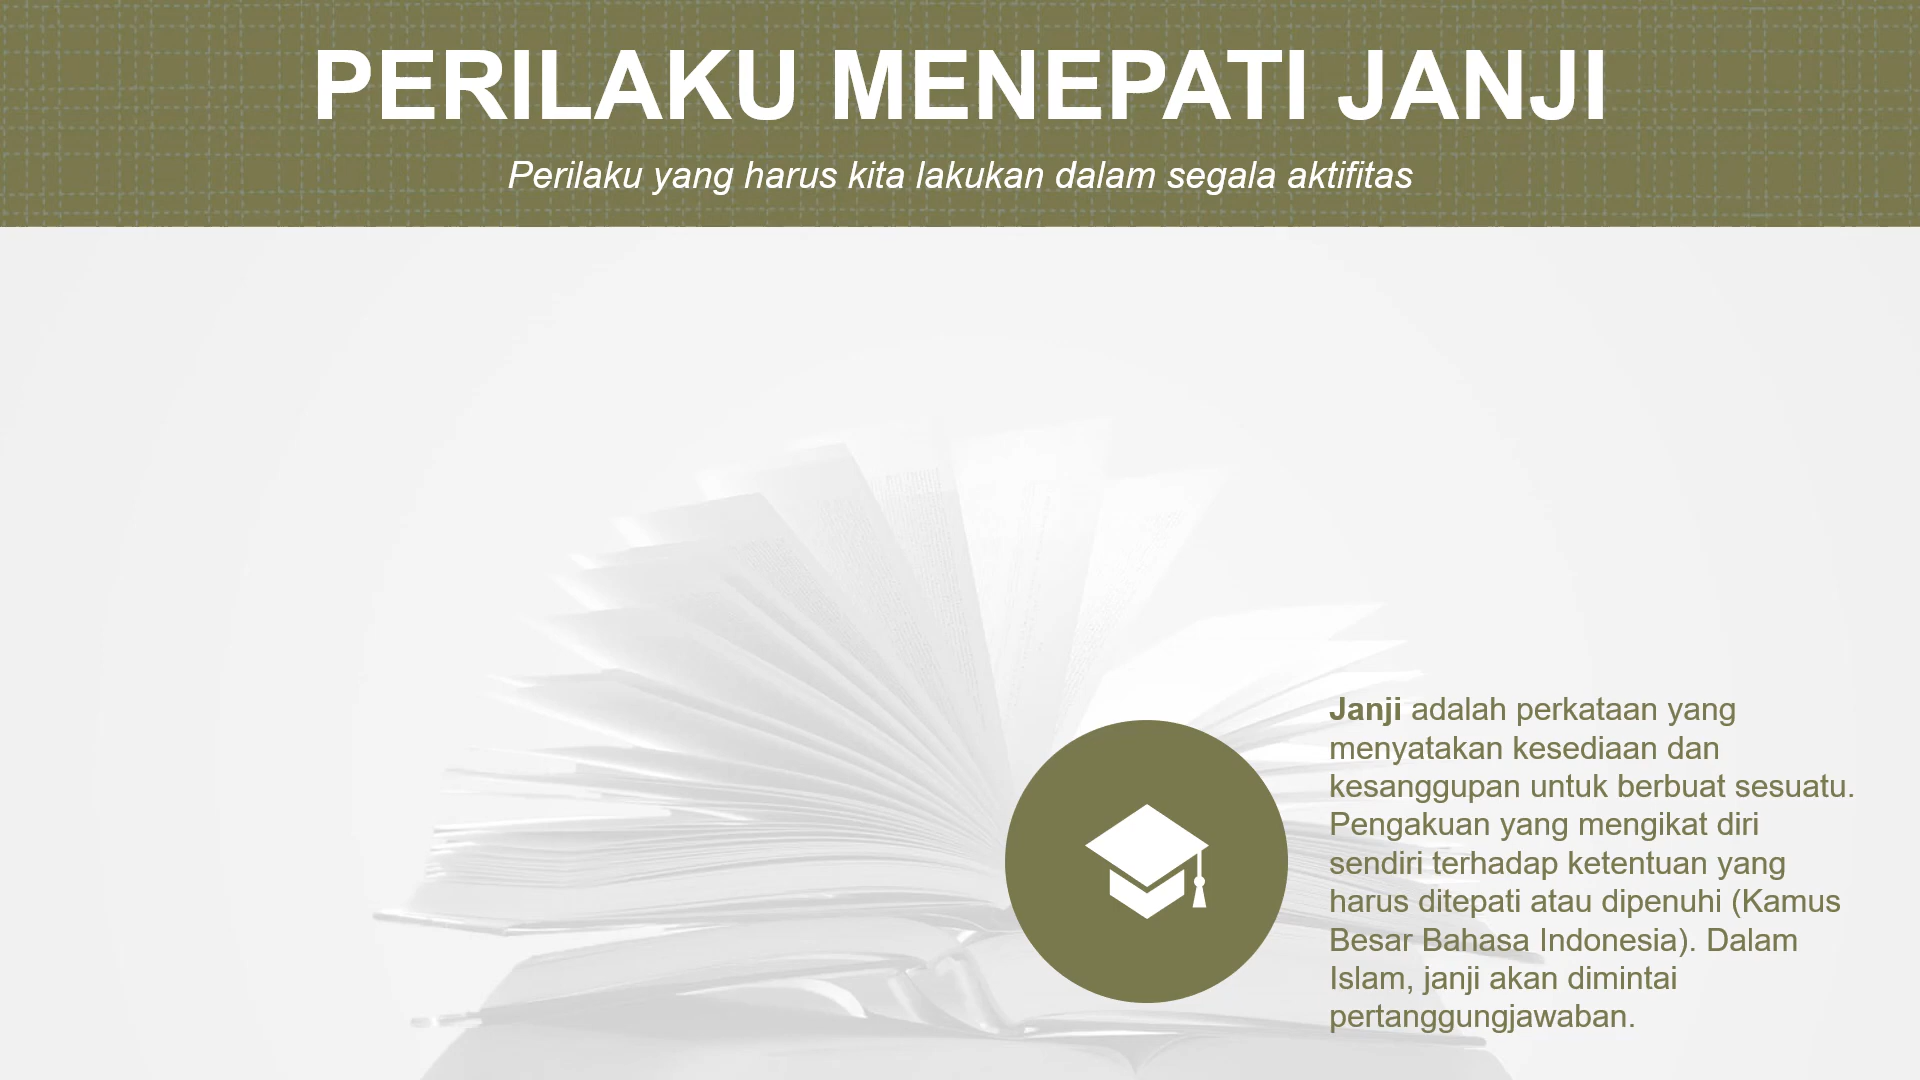 PERILAKU MENEPATI JANJI
Perilaku yang harus kita lakukan dalam segala aktifitas
Janji adalah perkataan yang
menyatakan kesediaan dan
kesanggupan untuk berbuat sesuatu.
Pengakuan yang mengikat diri
sendiri terhadap ketentuan yang
harus ditepati atau dipenuhi (Kamus
Besar Bahasa Indonesia). Dalam
Islam, janji akan dimintai
pertanggungjawaban.